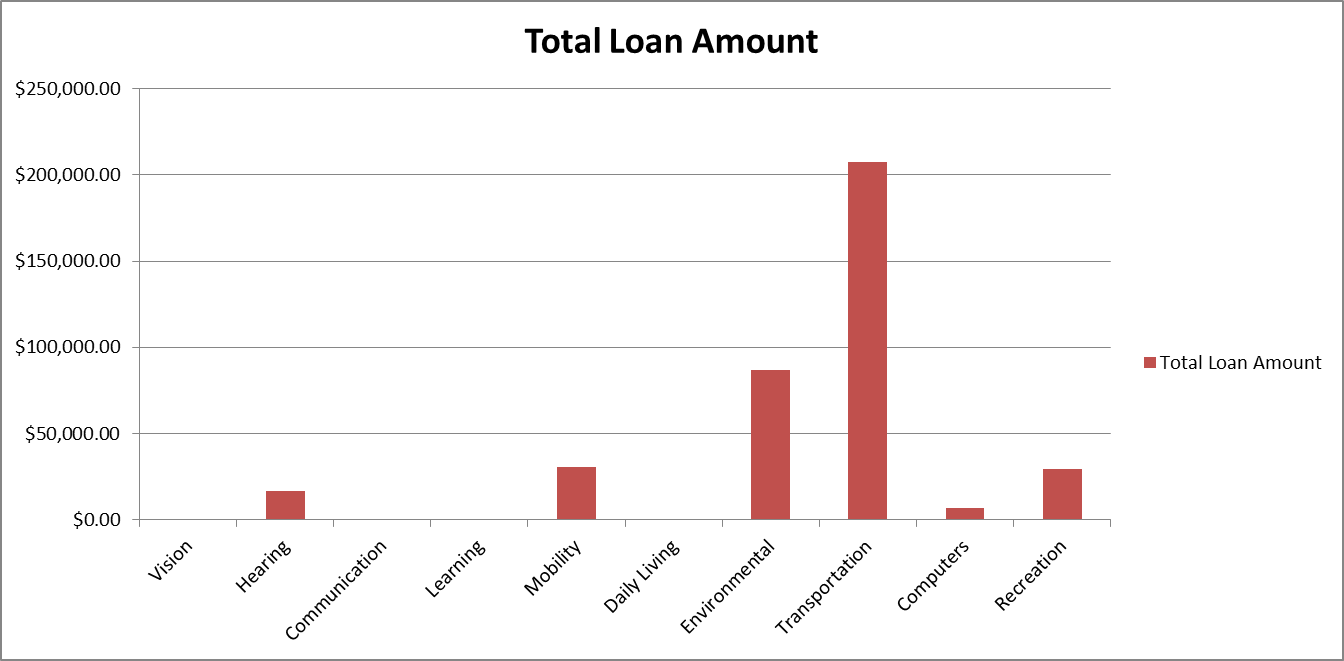 Total Loan Amount
$250,000.00
$200,000.00
$150,000.00
$100,000.00
$50,000.00
$0.00
Vision
Hearing
Communication
Learning
Mobility
Daily Living
Environmental
Transportation
Computers
Recreation
Total Loan Amount